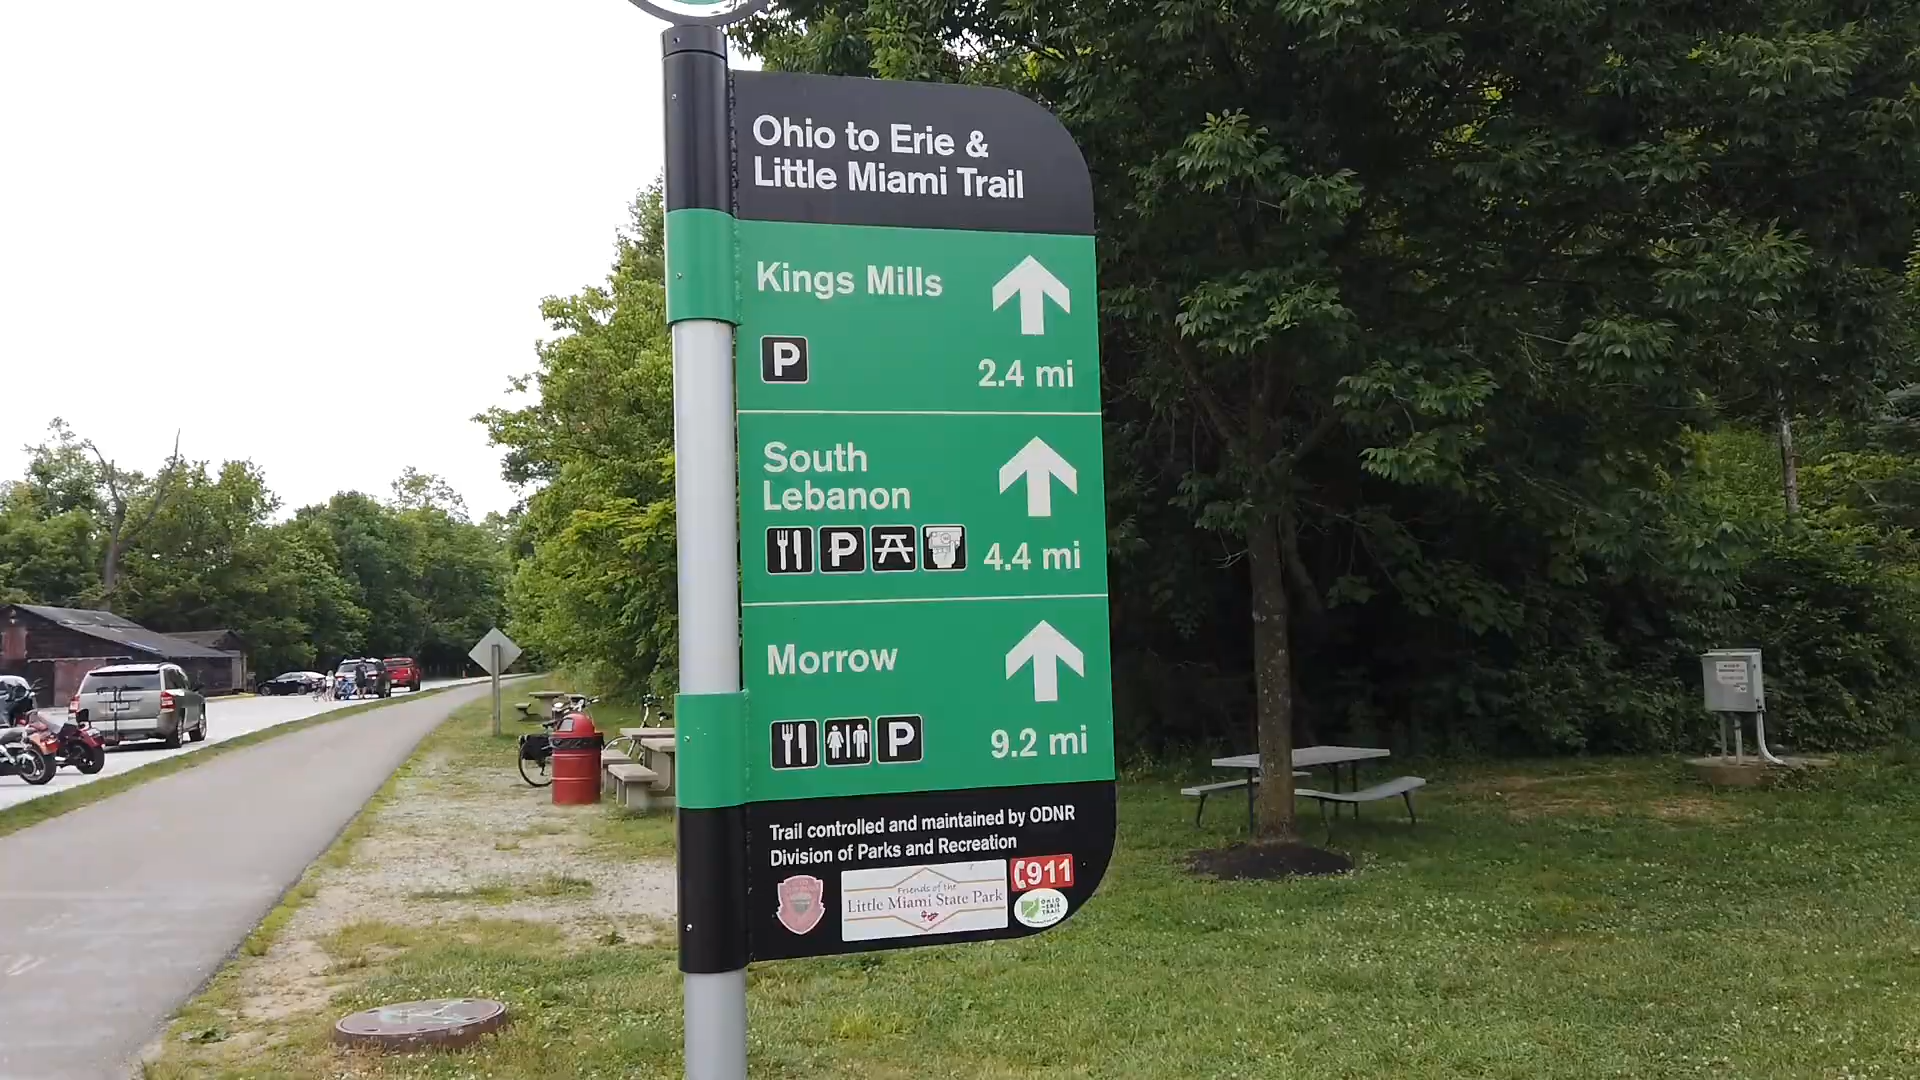 Ohio to Erie &
Little Miami Trail
Kings Mills
P
2.4 mi
South
Lebanon
P
4.4 mi
Morrow
P
9.2 mi
Trail controlled and maintained by ODNR
Division of Parks and Recreation
911
Friends of the
Little Miami State Park
OHIO
TRAIL